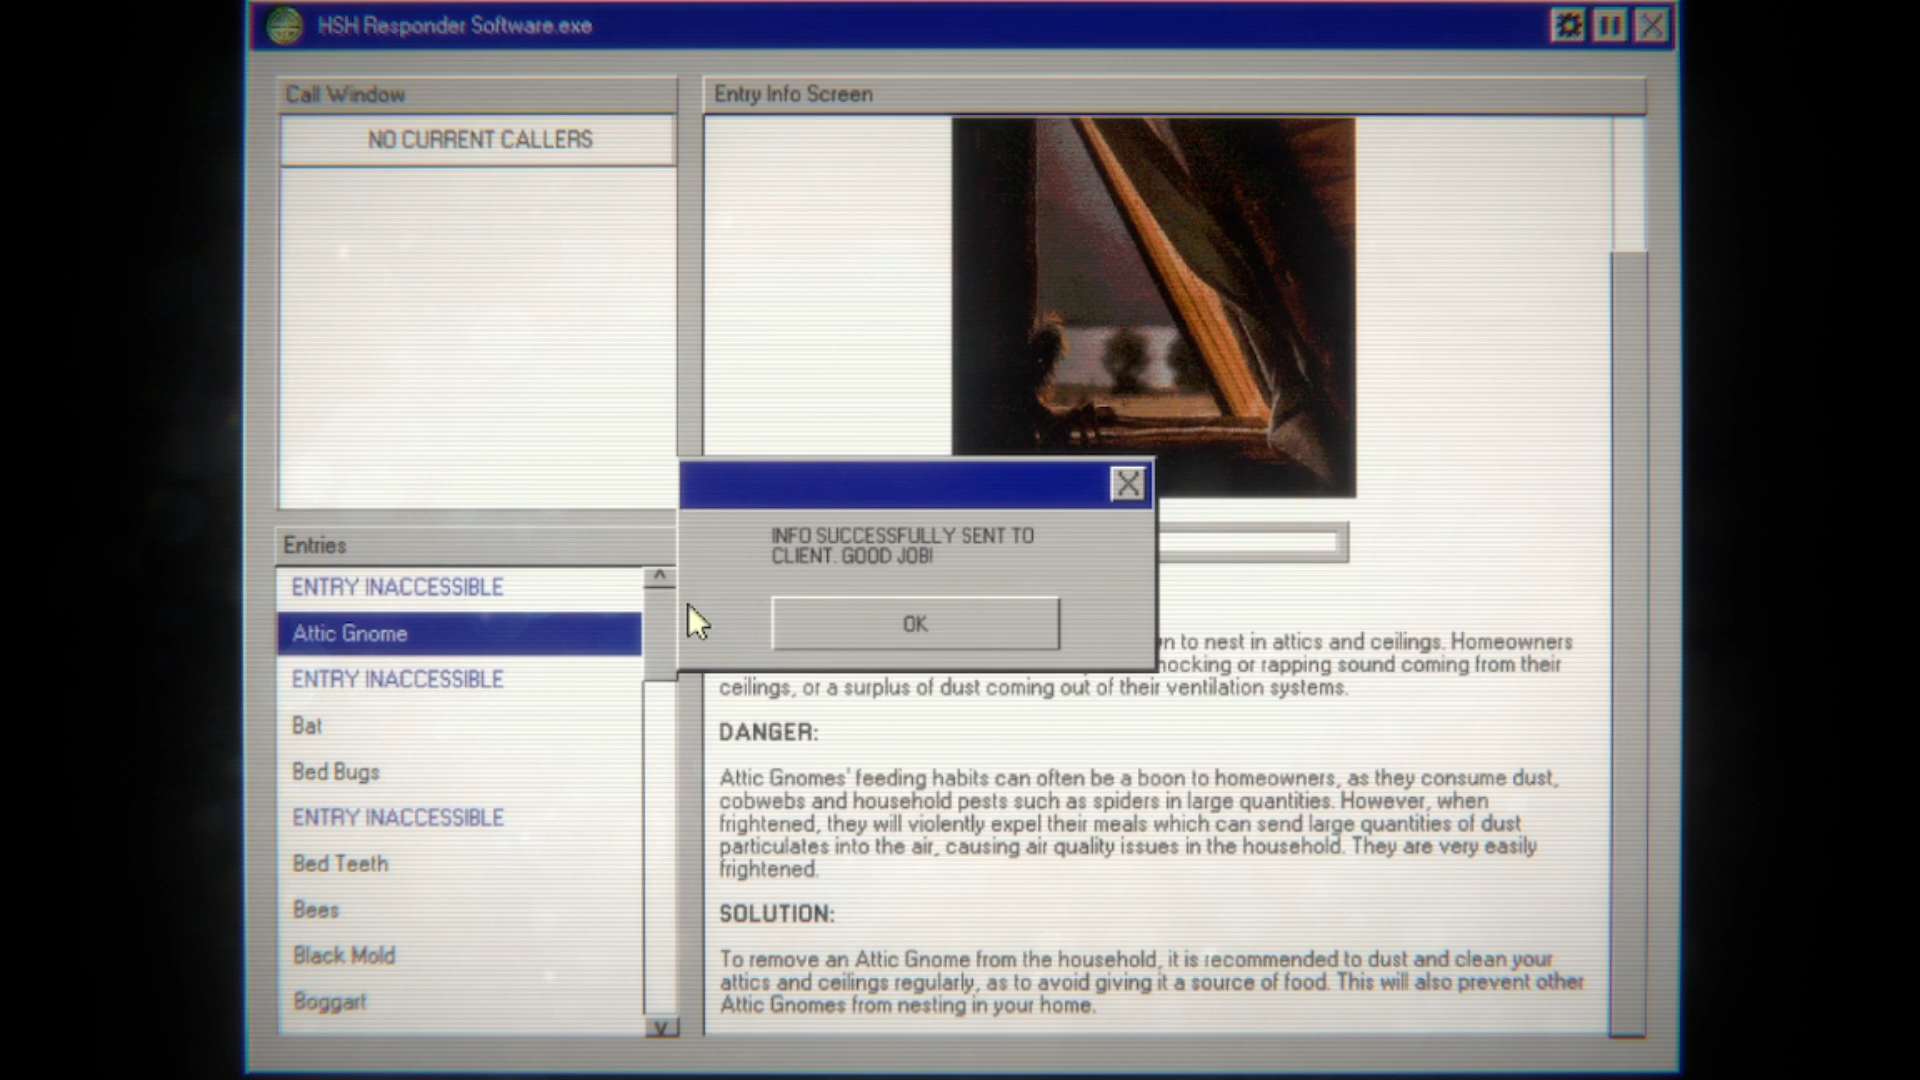 HSH Responder Software.exe
Call Window
NO CURRENT CALLERS
Entries
ENTRY INACCESSIBLE
Attic Gnome
ENTRY INACCESSIBLE
Bat
Bed Bugs
ENTRY INACCESSIBLE
Bed Teeth
Bees
Black Mold
Boggart
Entry Info Screen
INFO SUCCESSFULLY SENT TO
CLIENT. GOOD JOB!
OK
to nest in attics and ceilings. Homeowners
or rapping sound coming from their
ceilings, or a surplus of dust coming out of their ventilation systems.
DANGER:
Attic Gnomes' feeding habits can often be a boon to homeowners, as they consume dust,
cobwebs and household pests such as spiders in large quantities. However, when
frightened, they will violently expel their meals which can send large quantities of dust
particulates into the air, causing air quality issues in the household. They are very easily
frightened.
SOLUTION:
To remove an Attic Gnome from the household, it is recommended to dust and clean your
attics and ceilings regularly, as to avoid giving it a source of food. This will also prevent other
Attic Gnomes from nesting in your home.